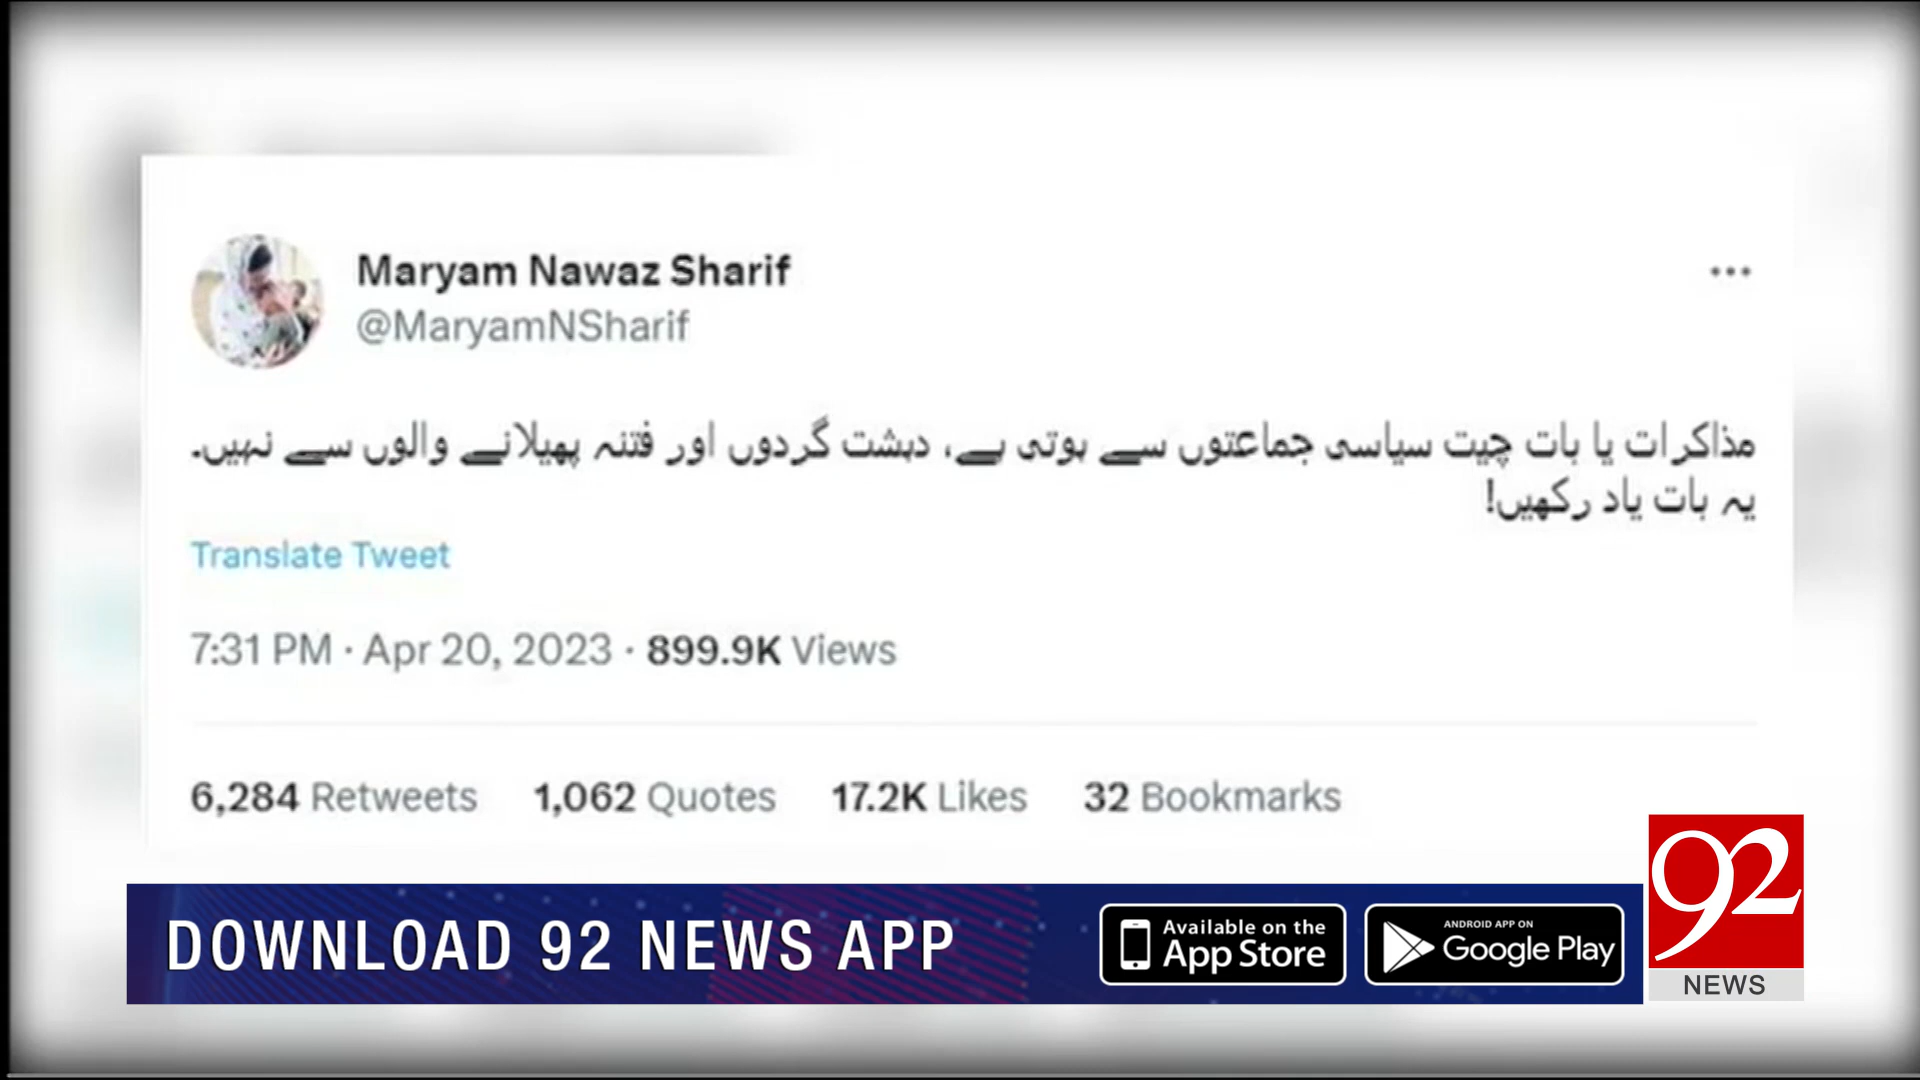 Maryam Nawaz Sharif
@MaryamNSharif
مذاکرات یا بات چیت سیاسی جماعتوں سے ہوتی ہے، دہشت گردوں اور فتنہ پھیلانے والوں سے نہیں۔
یہ بات یاد رکھیں!
Translate Tweet
7:31 PM · Apr 20, 2023 · 899.9K Views
6,284 Retweets 1,062 Quotes 17.2K Likes 32 Bookmarks
DOWNLOAD 92 NEWS APP
Available on the
App Store
ANDROID APP ON
Google Play
92
NEWS